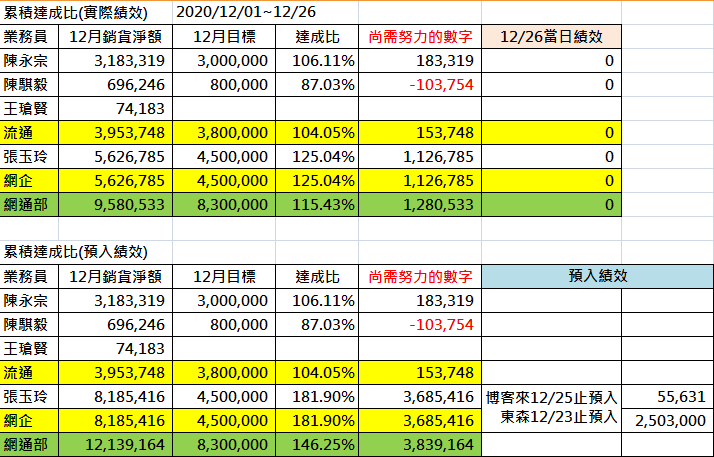 累積達成比(實際績效) 2020/12/01~12/26
業務員 12月銷貨淨額 12月目標 達成比 尚需努力的數字 12/26當日績效
陳永宗 3,183,319 3,000,000 106.11% 183,319 0
陳騏毅 696,246 800,000 87.03% -103,754 0
王瑲賢 74,183
流通 3,953,748 3,800,000 104.05% 153,748 0
張玉玲 5,626,785 4,500,000 125.04% 1,126,785 0
網企 5,626,785 4,500,000 125.04% 1,126,785 0
網通部 9,580,533 8,300,000 115.43% 1,280,533 0
累積達成比(預入績效)
業務員 12月銷貨淨額 12月目標 達成比 尚需努力的數字 預入績效
陳永宗 3,183,319 3,000,000 106.11% 183,319
陳騏毅 696,246 800,000 87.03% -103,754
王瑲賢 74,183
流通 3,953,748 3,800,000 104.05% 153,748
張玉玲 8,185,416 4,500,000 181.90% 3,685,416 博客來12/25止預入 55,631
網企 8,185,416 4,500,000 181.90% 3,685,416 東森12/23止預入 2,503,000
網通部 12,139,164 8,300,000 146.25% 3,839,164